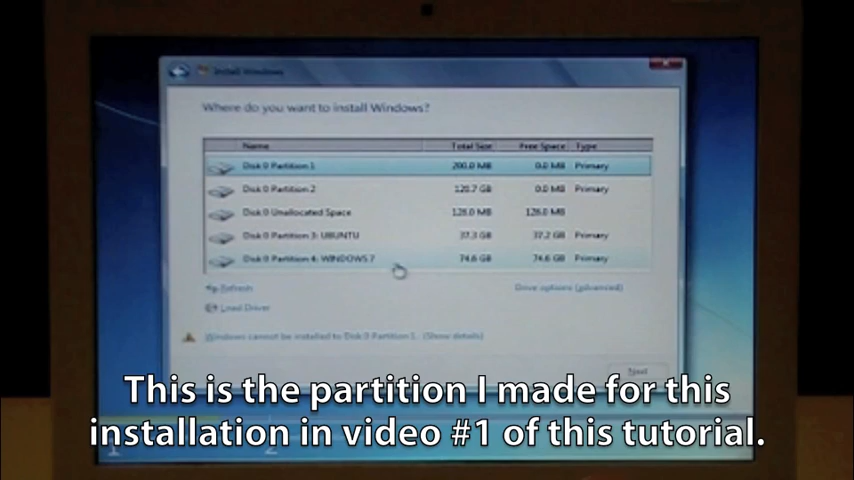 Install Windows
Where do you want to install Windows?
Name Total Size Free Space Type
Disk 0 Partition 1 200.0 MB 0.0 MB Primary
Disk 0 Partition 2 120.7 GB 0.0 MB Primary
Disk 0 Unallocated Space 128.0 MB 128.0 MB
Disk 0 Partition 3: UBUNTU 37.3 GB 37.2 GB Primary
Disk 0 Partition 4: WINDOWS 7 74.6 GB 74.6 GB Primary
Refresh Drive options (advanced)
Load Driver
Windows cannot be installed to Disk 0 Partition 1. (Show details)
Next
This is the partition I made for this
installation in video #1 of this tutorial.
1 2